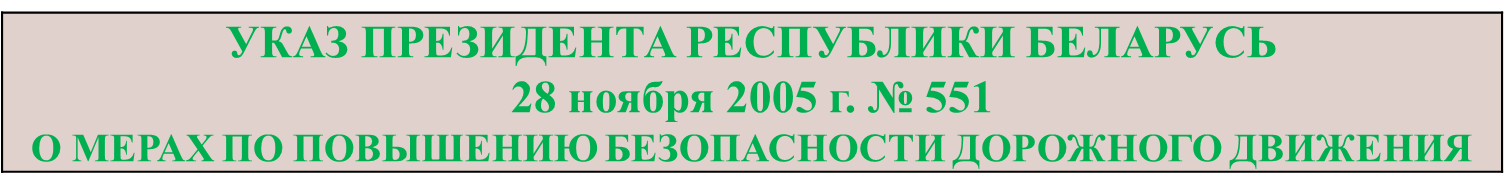 УКАЗ ПРЕЗИДЕНТА РЕСПУБЛИКИ БЕЛАРУСЬ
28 ноября 2005 г. № 551
О МЕРАХ ПО ПОВЫШЕНИЮ БЕЗОПАСНОСТИ ДОРОЖНОГО ДВИЖЕНИЯ